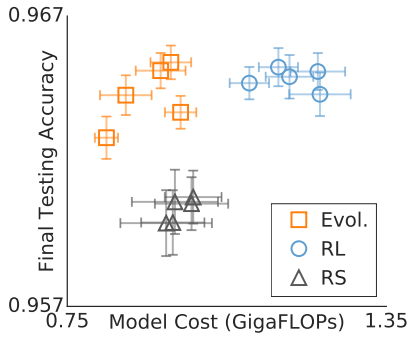 0.967
Final Testing Accuracy
Evol.
RL
RS
0.957
0.75
Model Cost (GigaFLOPs)
1.35